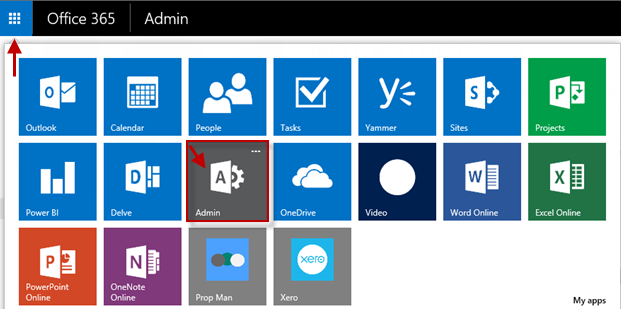 Office 365 Admin
Outlook Calendar People Tasks Yammer Sites Projects
Power BI Delve Admin OneDrive Video Word Online Excel Online
PowerPoint
Online
OneNote
Online
Prop Man
xero
Xero
My apps